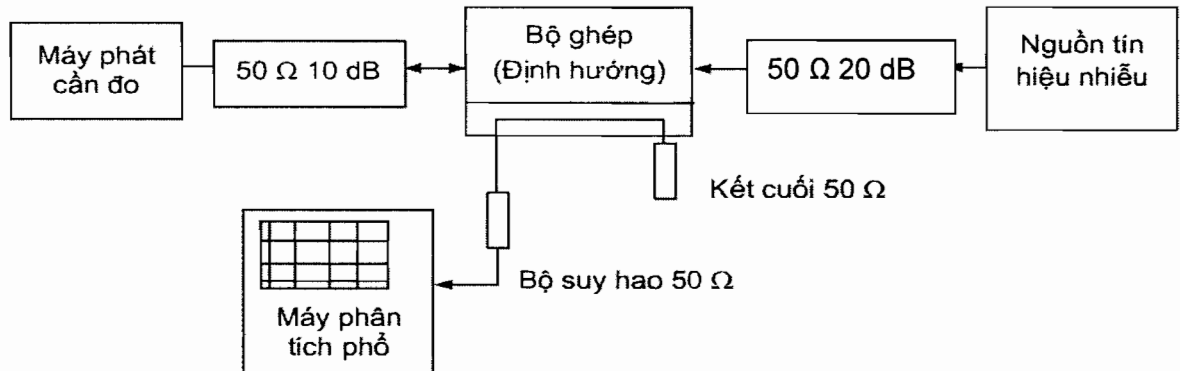 Máy phát
cần đo
50 Ω 10 dB
Bộ ghép
(Định hướng)
50 Ω 20 dB
Nguồn tín
hiệu nhiễu
Kết cuối 50 Ω
Bộ suy hao 50 Ω
Máy phân
tích phổ